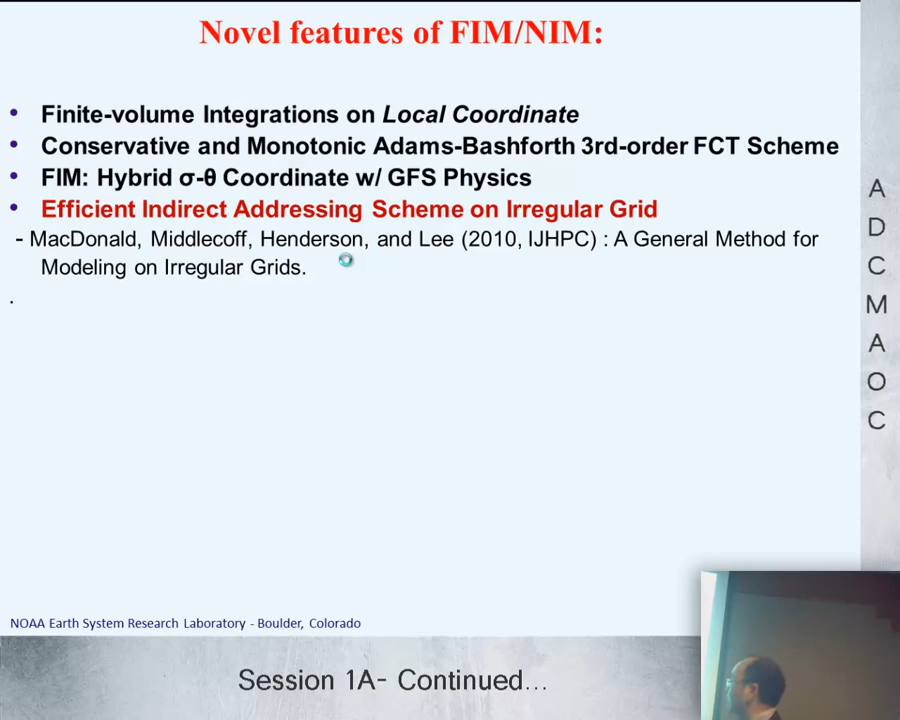 Novel features of FIM/NIM:
• Finite-volume Integrations on Local Coordinate
• Conservative and Monotonic Adams-Bashforth 3rd-order FCT Scheme
• FIM: Hybrid σ-θ Coordinate w/ GFS Physics
• Efficient Indirect Addressing Scheme on Irregular Grid
- MacDonald, Middlecoff, Henderson, and Lee (2010, IJHPC) : A General Method for
Modeling on Irregular Grids.
.
NOAA Earth System Research Laboratory - Boulder, Colorado
Session 1A- Continued...
A
D
C
M
A
O
C